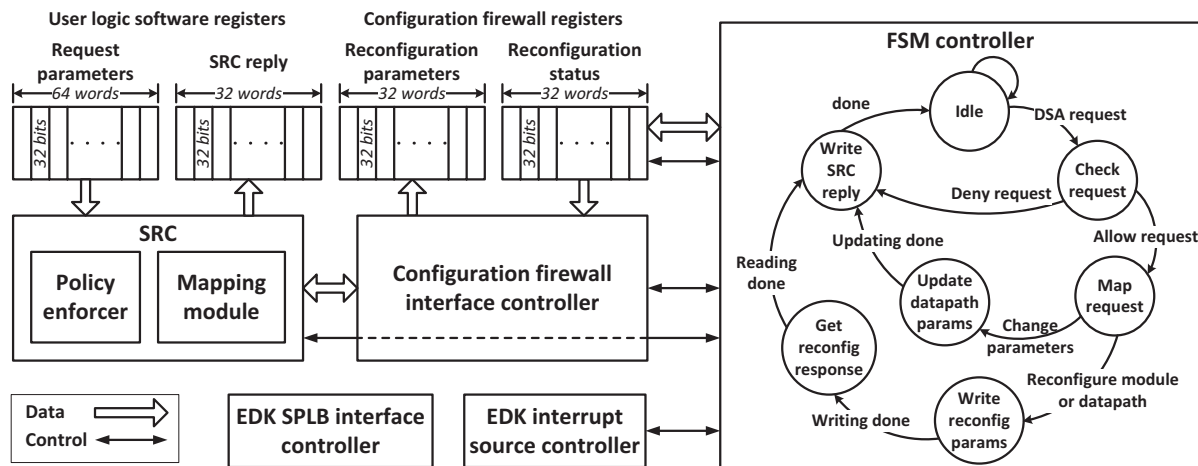 User logic software registers
Configuration firewall registers
Request
parameters
SRC reply
Reconfiguration
parameters
Reconfiguration
status
64 words
32 words
32 words
32 words
32 bits
. . . .
32 bits
. . . .
32 bits
. . . .
32 bits
. . . .
SRC
Policy
enforcer
Mapping
module
Configuration firewall
interface controller
EDK SPLB interface
controller
EDK interrupt
source controller
Data
Control
FSM controller
Idle
done
DSA request
Write
SRC
reply
Check
request
Deny request
Allow request
Updating done
Reading
done
Update
datapath
params
Map
request
Change
parameters
Get
reconfig
response
Reconfigure module
or datapath
Write
reconfig
params
Writing done